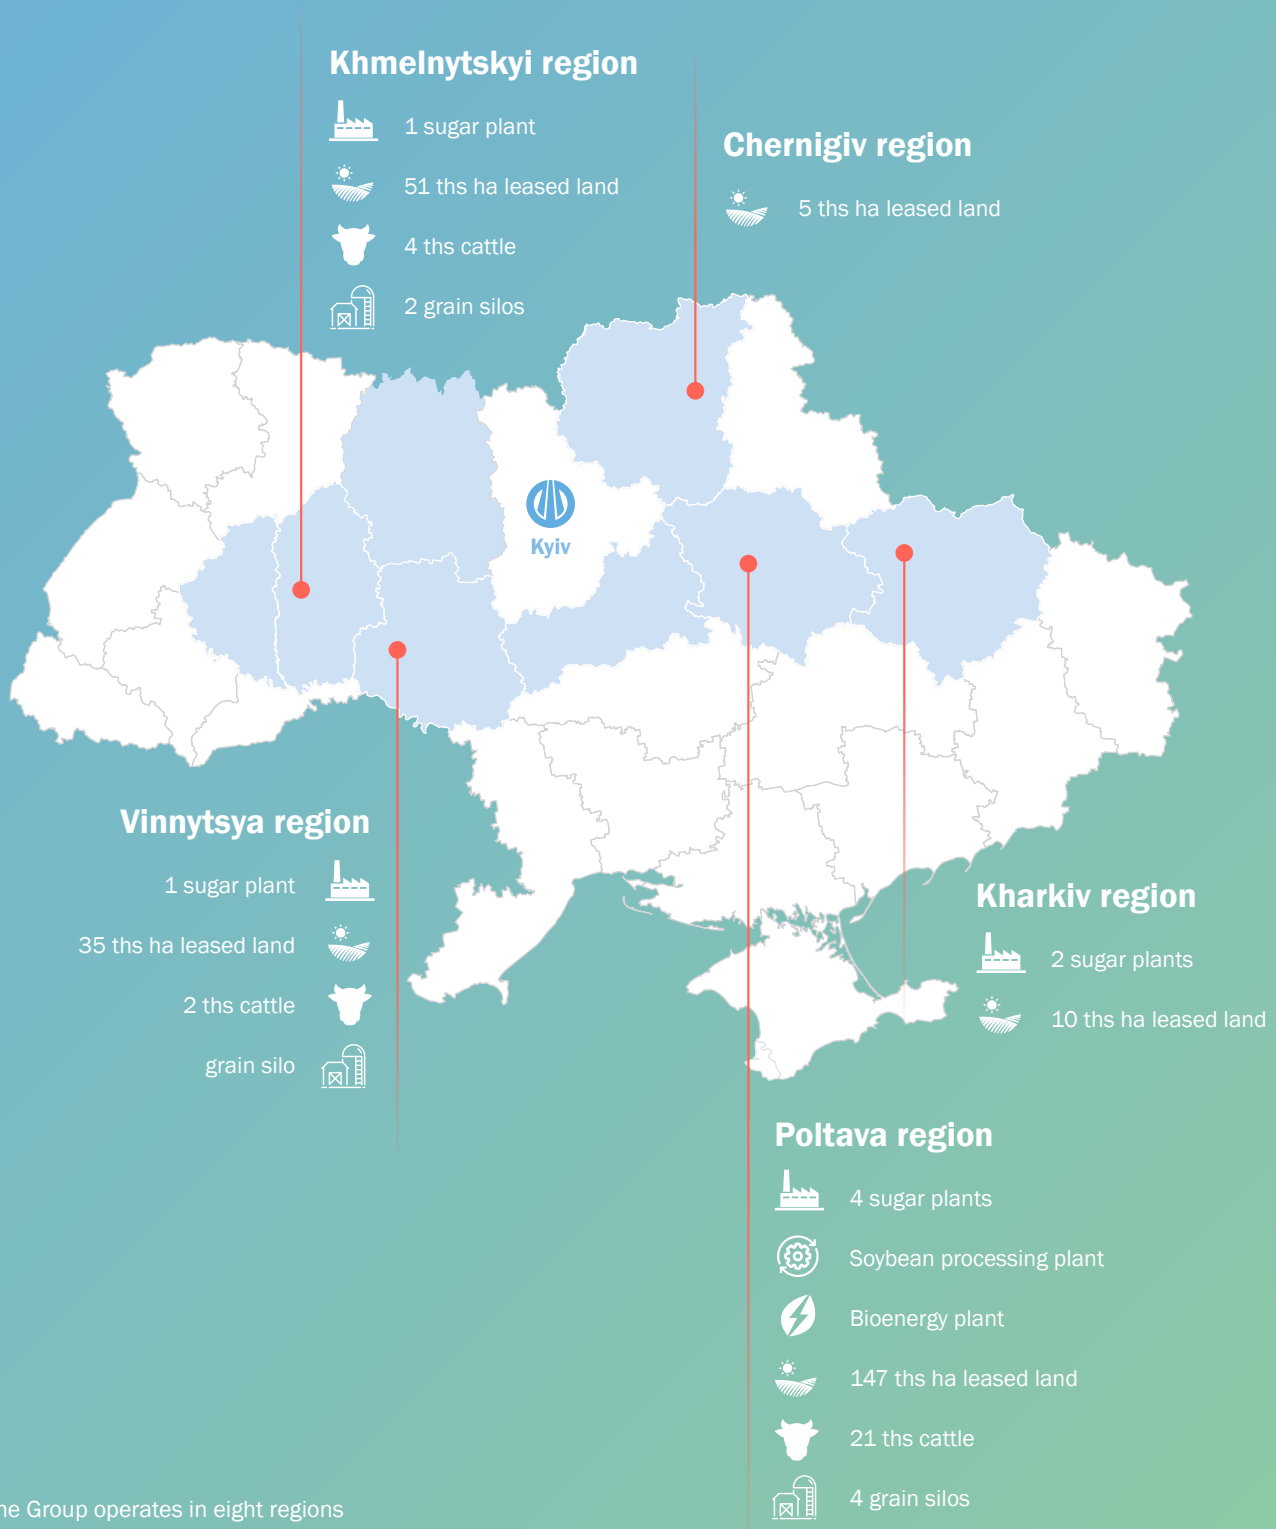 Khmelnytskyi region
1 sugar plant
51 ths ha leased land
4 ths cattle
2 grain silos
Chernigiv region
5 ths ha leased land
Kyiv
Vinnytsya region
1 sugar plant
35 ths ha leased land
2 ths cattle
grain silo
Kharkiv region
2 sugar plants
10 ths ha leased land
Poltava region
4 sugar plants
Soybean processing plant
Bioenergy plant
147 ths ha leased land
21 ths cattle
4 grain silos
he Group operates in eight regions